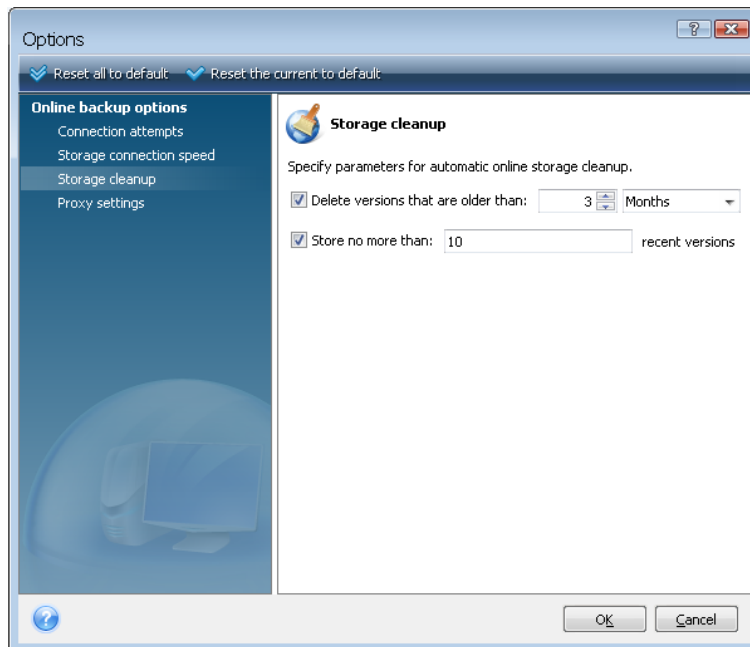 Options
Reset all to default Reset the current to default
Online backup options
Connection attempts
Storage connection speed
Storage cleanup
Proxy settings
Storage cleanup
Specify parameters for automatic online storage cleanup.
Delete versions that are older than: 3 Months
Store no more than: 10 recent versions
OK Cancel